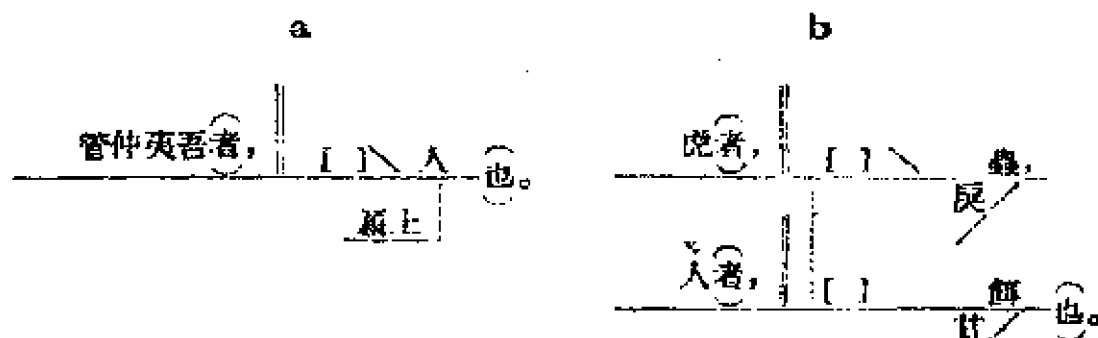 a
b
管仲夷吾者， [ ] 人 也。
潁上
虎者， [ ] 蟲，
戾
人者， [ ] 餌 也。
甘